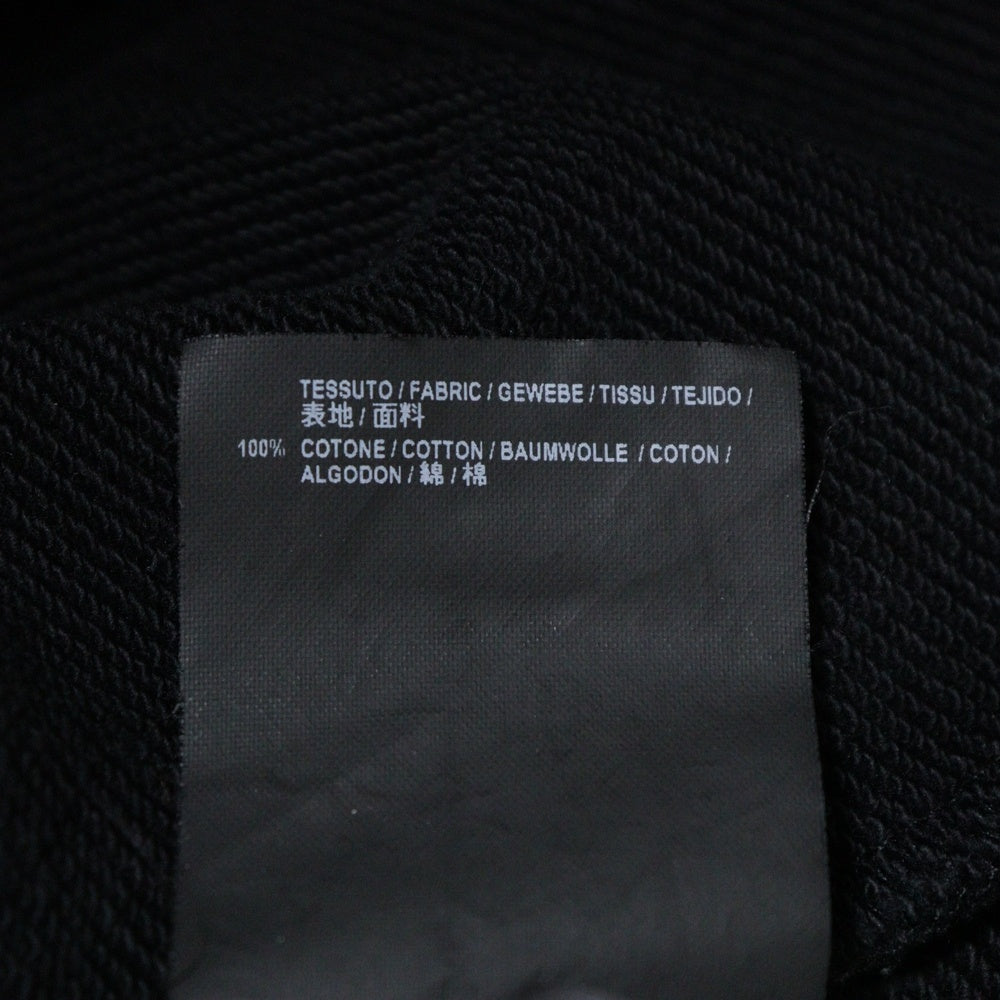 TESSUTO / FABRIC / GEWEBE / TISSU / TEJIDO /
表地 / 面料
100% COTONE / COTTON / BAUMWOLLE / COTON /
ALGODON / 綿 / 棉